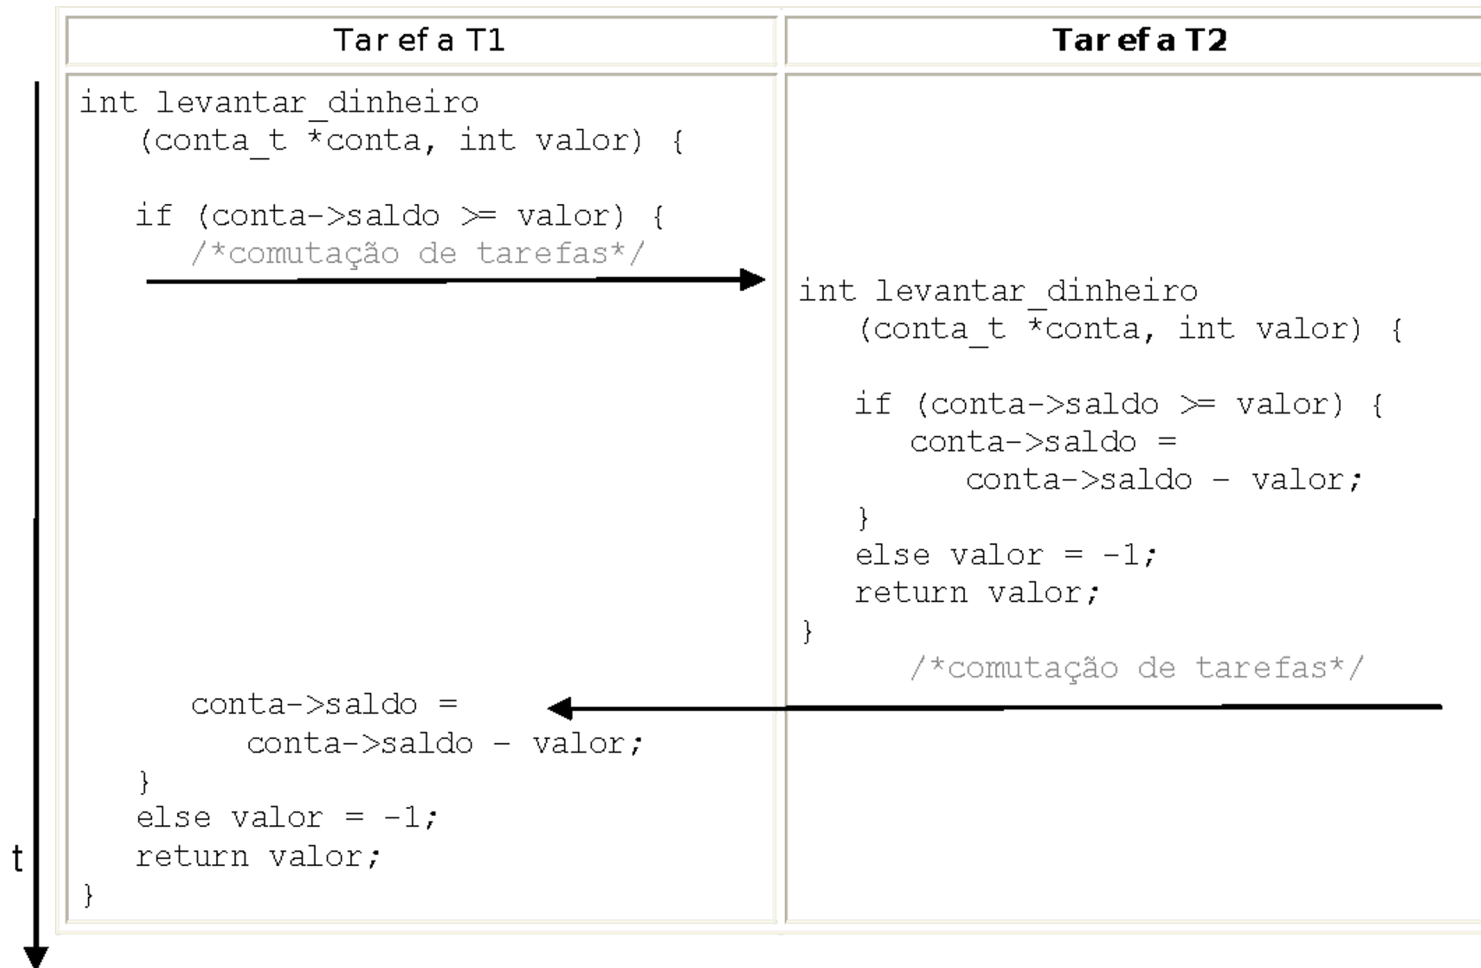 Tarefa T1
Tarefa T2
int levantar_dinheiro
(conta_t *conta, int valor) {
if (conta->saldo >= valor) {
/*comutação de tarefas*/
int levantar_dinheiro
(conta_t *conta, int valor) {
if (conta->saldo >= valor) {
conta->saldo =
conta->saldo - valor;
}
else valor = -1;
return valor;
}
/*comutação de tarefas*/
conta->saldo =
conta->saldo - valor;
}
else valor = -1;
return valor;
}
t